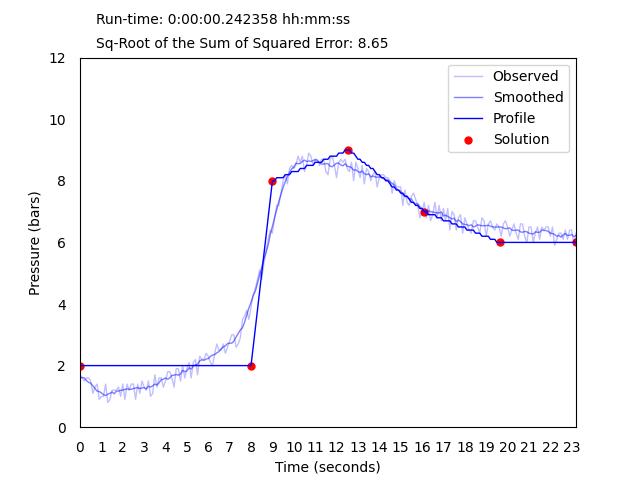 Run-time: 0:00:00.242358 hh:mm:ss
Sq-Root of the Sum of Squared Error: 8.65
12
10
8
6
4
2
0
Pressure (bars)
Observed
Smoothed
Profile
Solution
0 1 2 3 4 5 6 7 8 9 10 11 12 13 14 15 16 17 18 19 20 21 22 23
Time (seconds)